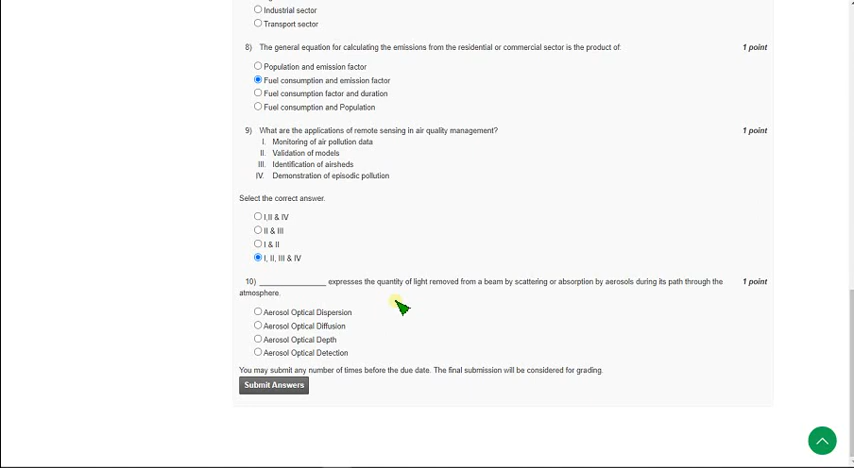 Industrial sector
Transport sector
8) The general equation for calculating the emissions from the residential or commercial sector is the product of: 1 point
Population and emission factor
Fuel consumption and emission factor
Fuel consumption factor and duration
Fuel consumption and Population
9) What are the applications of remote sensing in air quality management? 1 point
I. Monitoring of air pollution data
II. Validation of models
III. Identification of airsheds
IV. Demonstration of episodic pollution
Select the correct answer.
I,II & IV
II & III
I & II
I, II, III & IV
10) ________________ expresses the quantity of light removed from a beam by scattering or absorption by aerosols during its path through the 1 point
atmosphere.
Aerosol Optical Dispersion
Aerosol Optical Diffusion
Aerosol Optical Depth
Aerosol Optical Detection
You may submit any number of times before the due date. The final submission will be considered for grading.
Submit Answers